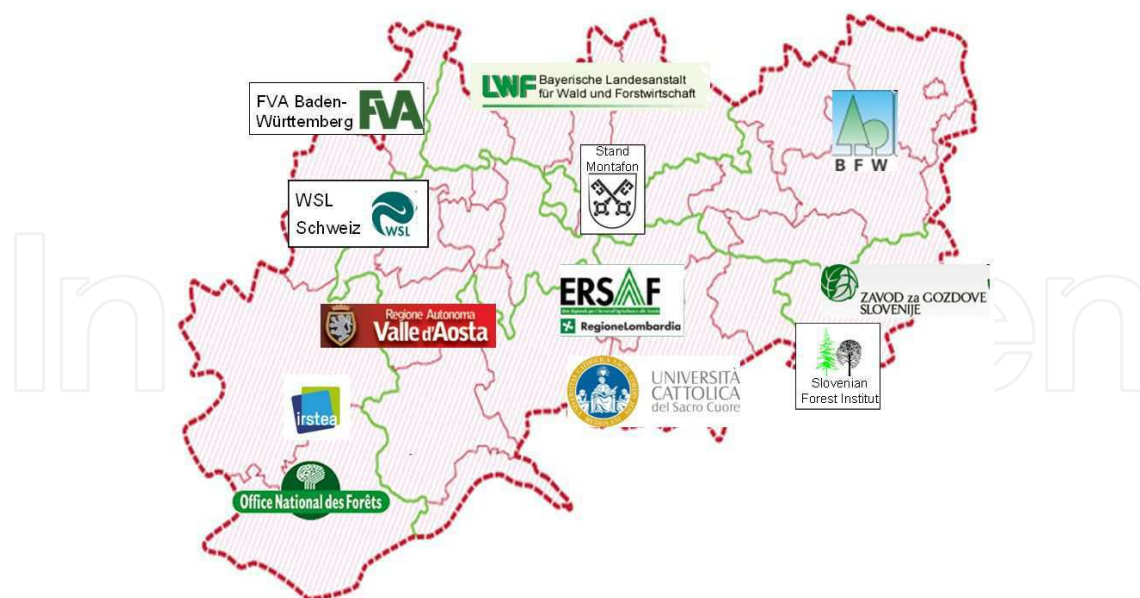 LWF Bayerische Landesanstalt
für Wald und Forstwirtschaft
FVA Baden-
Württemberg FVA
BFW
Stand
Montafon
WSL
Schweiz WSL
ERSAF
RegioneLombardia
ZAVOD za GOZDOVE
SLOVENIJE
Regione Autonoma
Valle d'Aosta
UNIVERSITÀ
CATTOLICA
del Sacro Cuore
Slovenian
Forest Institut
irstea
Office National des Forêts